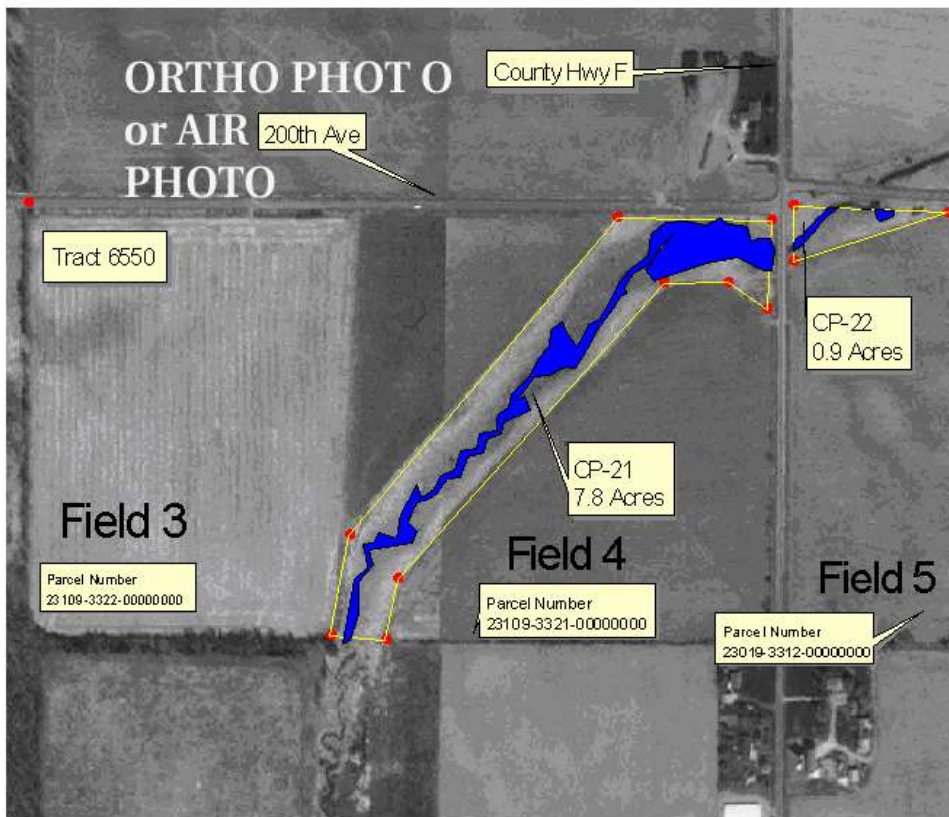 ORTHO PHOT O
or AIR
PHOTO
County Hwy F
200th Ave
Tract 6550
CP-22
0.9 Acres
CP-21
7.8 Acres
Field 3
Field 4
Field 5
Parcel Number
23109-3322-00000000
Parcel Number
23109-3321-00000000
Parcel Number
23019-3312-00000000